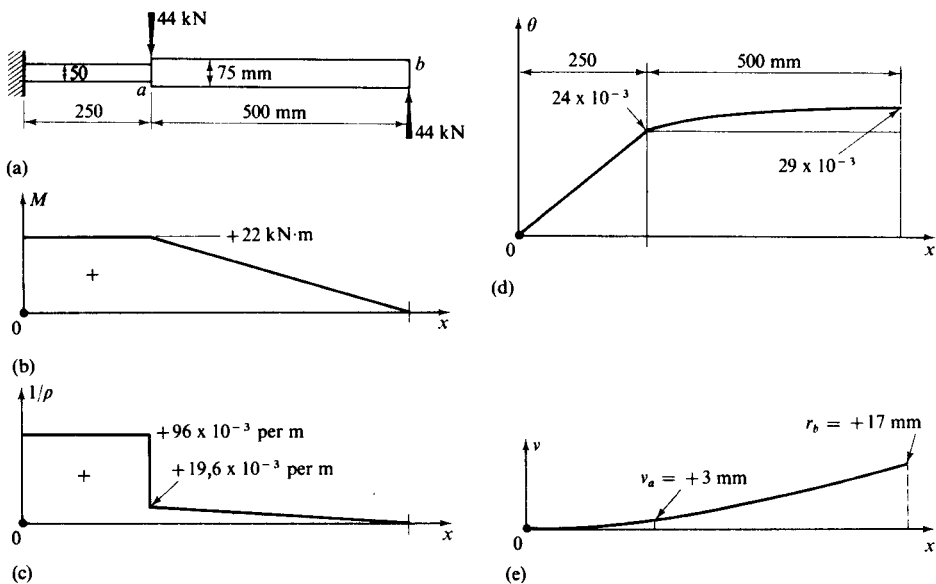 44 kN
50
75 mm
a
b
250
500 mm
44 kN
(a)
M
+22 kN·m
+
0
x
(b)
1/ρ
+96 x 10⁻³ per m
+19,6 x 10⁻³ per m
+
0
x
(c)
θ
250
500 mm
24 x 10⁻³
29 x 10⁻³
0
x
(d)
v
vₐ = +3 mm
r_b = +17 mm
0
x
(e)